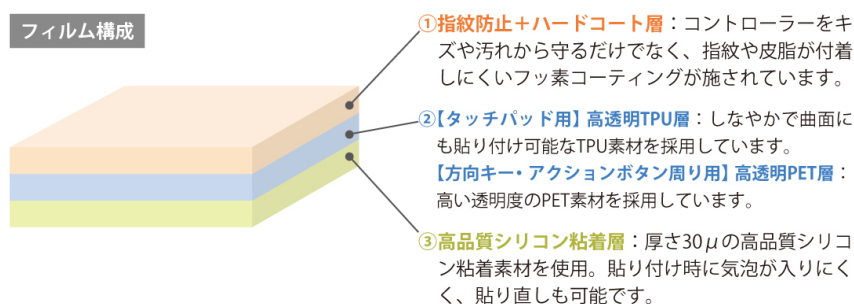 フィルム構成
①指紋防止＋ハードコート層：コントローラーをキ
ズや汚れから守るだけでなく、指紋や皮脂が付着
しにくいフッ素コーティングが施されています。
②【タッチパッド用】高透明TPU層：しなやかで曲面に
も貼り付け可能なTPU素材を採用しています。
【方向キー・アクションボタン周り用】高透明PET層：
高い透明度のPET素材を採用しています。
③高品質シリコン粘着層：厚さ30μの高品質シリコ
ン粘着素材を使用。貼り付け時に気泡が入りにく
く、貼り直しも可能です。